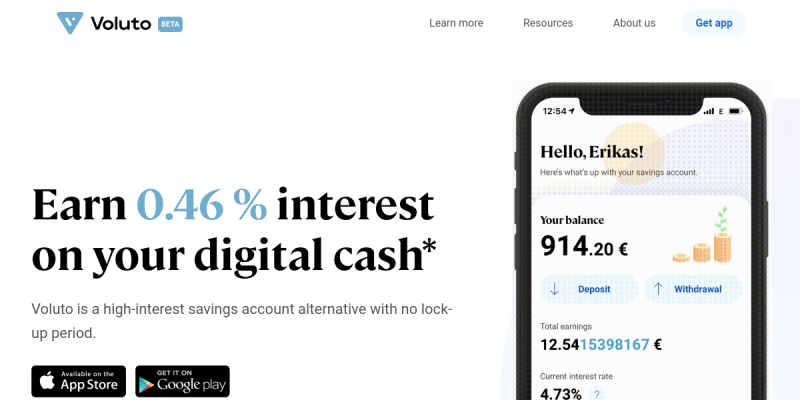 Voluto BETA
Learn more Resources About us Get app
12:54 E
Hello, Erikas!
Here's what's up with your savings account.
Earn 0.46 % interest
on your digital cash*
Voluto is a high-interest savings account alternative with no lock-
up period.
Available on the
App Store
GET IT ON
Google play
Your balance
914.20 €
Deposit Withdrawal
Total earnings
12.5415398167 €
Current interest rate
4.73% ?